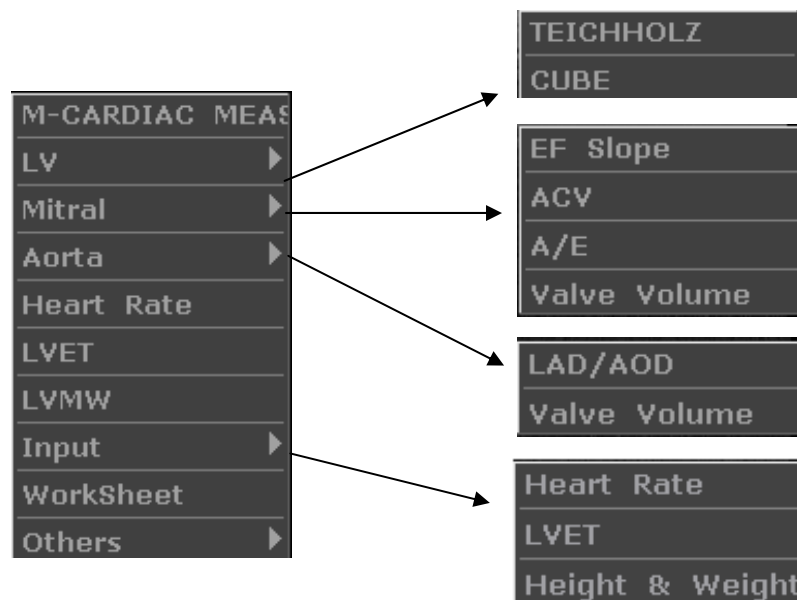 M-CARDIAC MEAS
LV
Mitral
Aorta
Heart Rate
LVET
LVMW
Input
WorkSheet
Others
TEICHHOLZ
CUBE
EF Slope
ACV
A/E
Valve Volume
LAD/AOD
Valve Volume
Heart Rate
LVET
Height & Weight